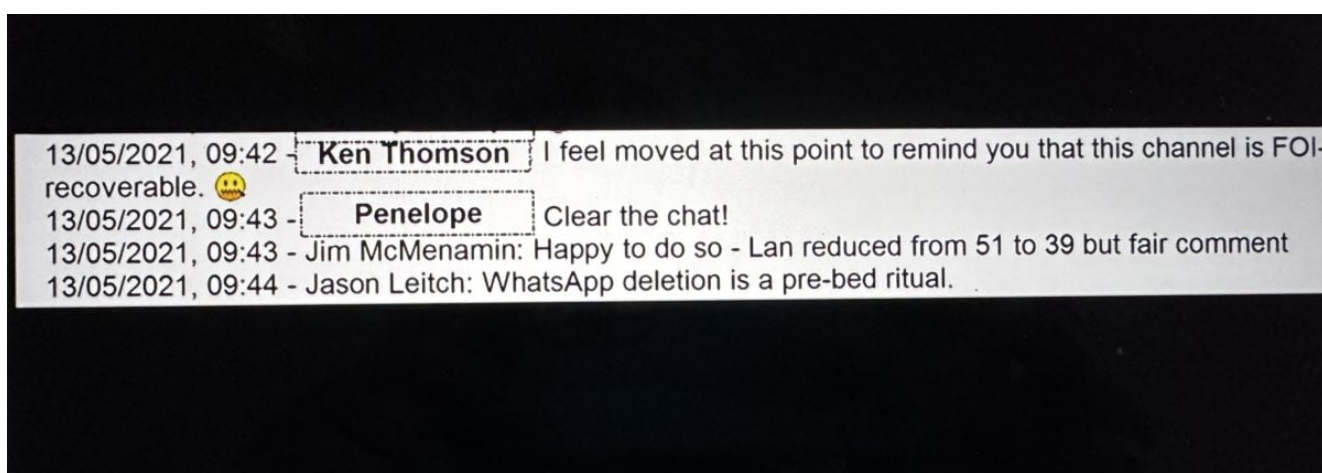 13/05/2021, 09:42 - Ken Thomson I feel moved at this point to remind you that this channel is FOI-
recoverable. 🤐
13/05/2021, 09:43 - Penelope Clear the chat!
13/05/2021, 09:43 - Jim McMenamin: Happy to do so - Lan reduced from 51 to 39 but fair comment
13/05/2021, 09:44 - Jason Leitch: WhatsApp deletion is a pre-bed ritual.